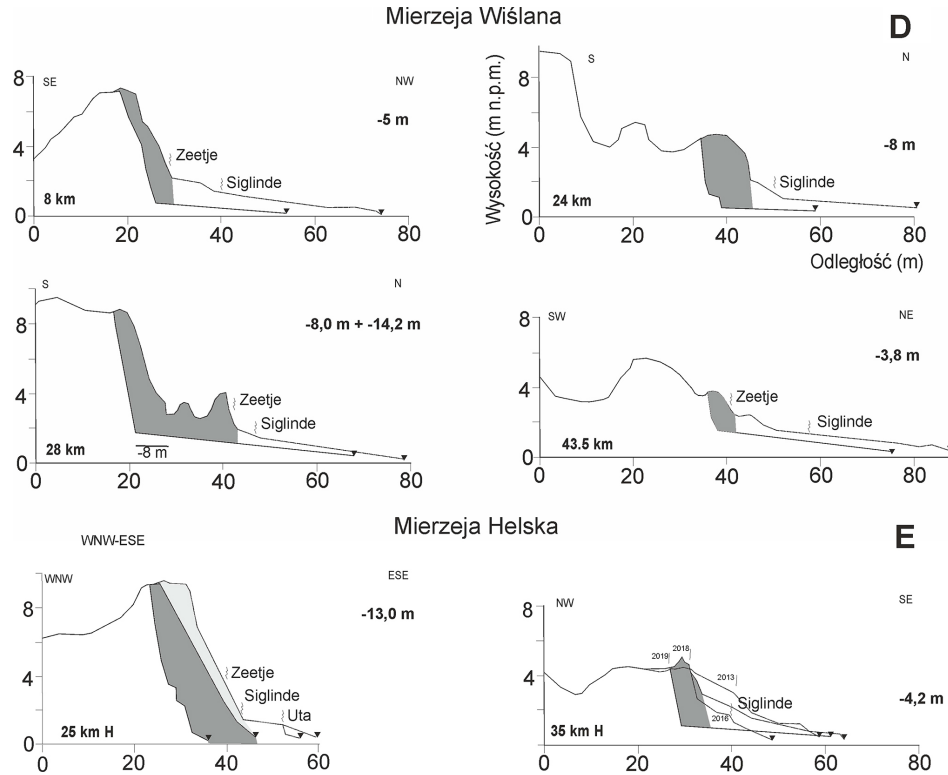 Mierzeja Wiślana
D
8
4
0
SE
NW
-5 m
Zeetje
Siglinde
8 km
0 20 40 60 80
Wysokość (m n.p.m.)
8
4
0
S
N
-8 m
Siglinde
24 km
0 20 40 60 80
Odległość (m)
S
N
8
4
0
-8,0 m + -14,2 m
Zeetje
Siglinde
28 km
-8 m
0 20 40 60 80
8
4
0
SW
NE
-3,8 m
Zeetje
Siglinde
43.5 km
0 20 40 60 80
Mierzeja Helska
E
WNW-ESE
WNW
ESE
8
4
0
-13,0 m
Zeetje
Siglinde
Uta
25 km H
0 20 40 60
NW
SE
8
4
0
2019
2018
2013
Siglinde
2016
-4,2 m
35 km H
0 20 40 60 80